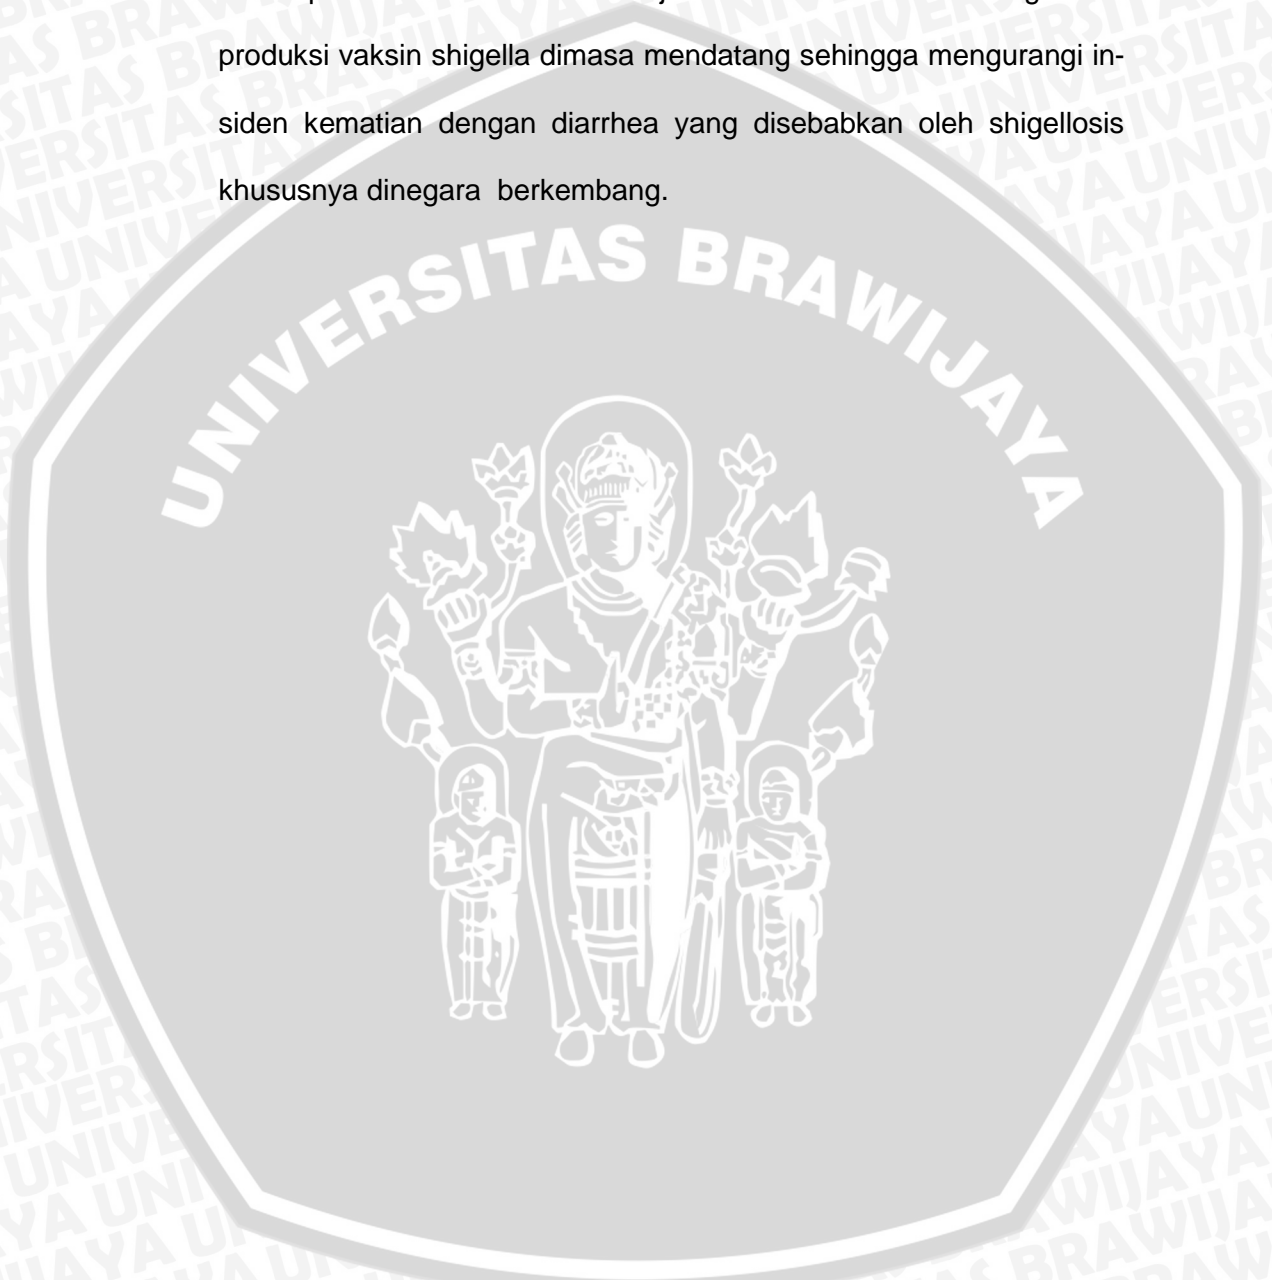 produksi vaksin shigella dimasa mendatang sehingga mengurangi in-
siden kematian dengan diarrhea yang disebabkan oleh shigellosis
khususnya dinegara berkembang.
UNIVERSITAS BRAWIJAYA